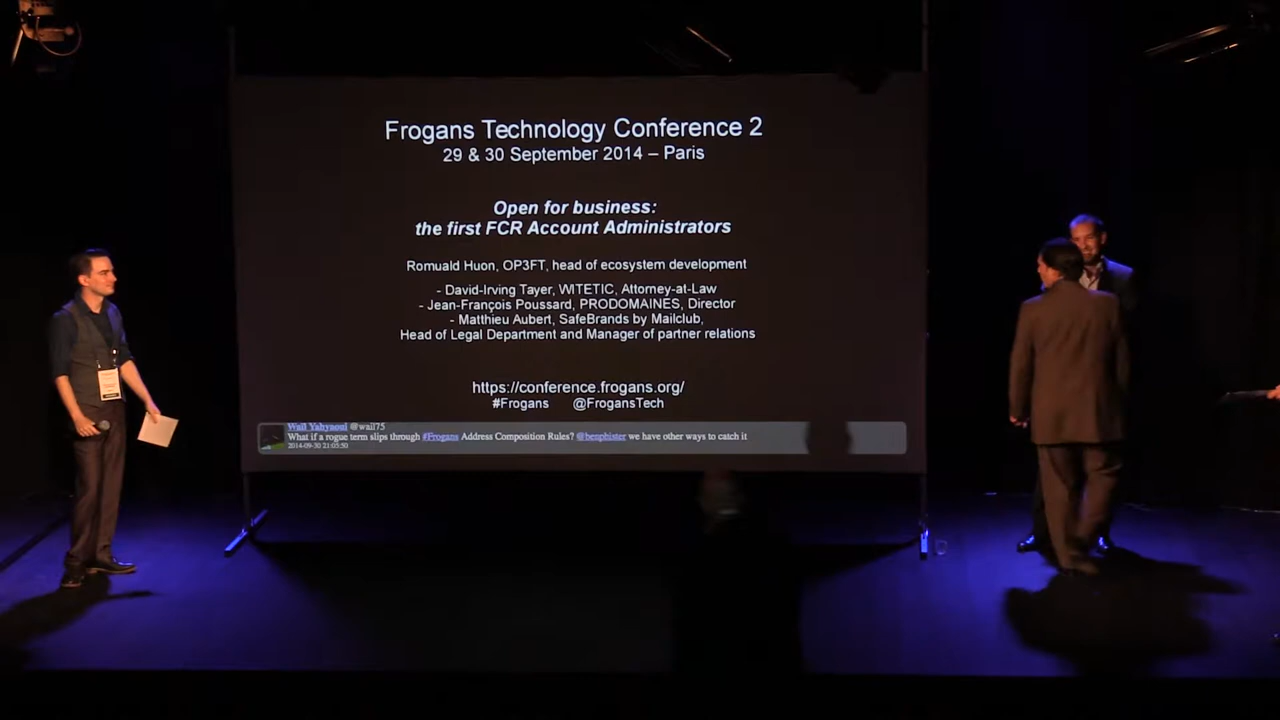 Frogans Technology Conference 2
29 & 30 September 2014 – Paris
Open for business:
the first FCR Account Administrators
Romuald Huon, OP3FT, head of ecosystem development
- David-Irving Tayer, WITETIC, Attorney-at-Law
- Jean-François Poussard, PRODOMAINES, Director
- Matthieu Aubert, SafeBrands by Mailclub,
Head of Legal Department and Manager of partner relations
https://conference.frogans.org/
#Frogans @FrogansTech
Wail Yahyaoui @wail75
What if a rogue term slips through #Frogans Address Composition Rules? @benphister we have other ways to catch it
2014-09-30 21:05:50